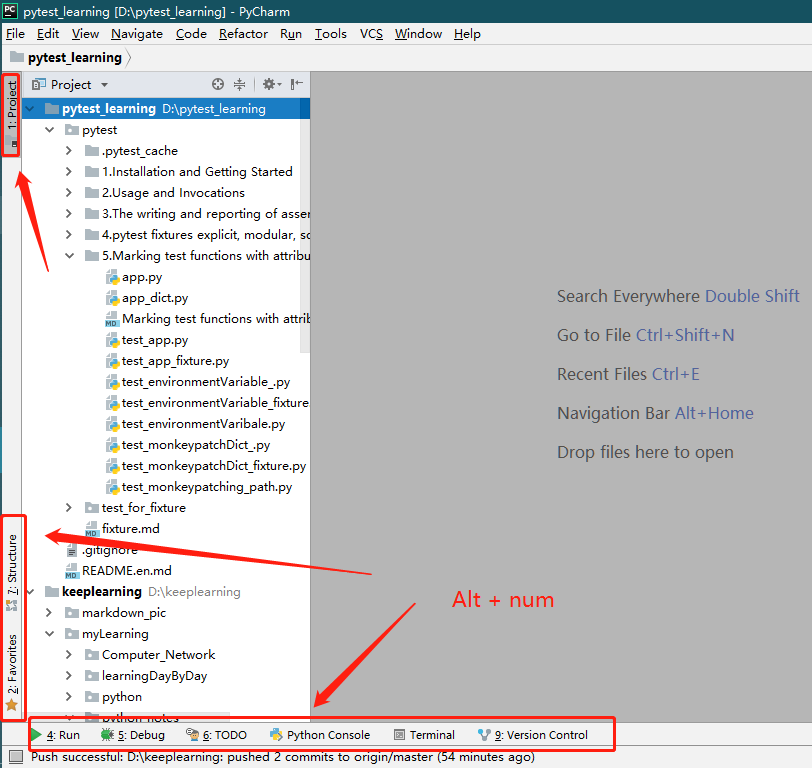 PC pytest_learning [D:\pytest_learning] - PyCharm
File Edit View Navigate Code Refactor Run Tools VCS Window Help
pytest_learning
1: Project
Project
pytest_learning D:\pytest_learning
pytest
.pytest_cache
1.Installation and Getting Started
2.Usage and Invocations
3.The writing and reporting of asser
4.pytest fixtures explicit, modular, sc
5.Marking test functions with attribu
app.py
app_dict.py
MD Marking test functions with attrib
test_app.py
test_app_fixture.py
test_environmentVariable_.py
test_environmentVariable_fixture
test_environmentVaribale.py
test_monkeypatchDict_.py
test_monkeypatchDict_fixture.py
test_monkeypatching_path.py
test_for_fixture
MD fixture.md
.gitignore
MD README.en.md
keeplearning D:\keeplearning
markdown_pic
myLearning
Computer_Network
learningDayByDay
python
python_notes
Search Everywhere Double Shift
Go to File Ctrl+Shift+N
Recent Files Ctrl+E
Navigation Bar Alt+Home
Drop files here to open
Alt + num
7: Structure
2: Favorites
4: Run 5: Debug 6: TODO Python Console Terminal 9: Version Control
Push successful: D:\keeplearning: pushed 2 commits to origin/master (54 minutes ago)